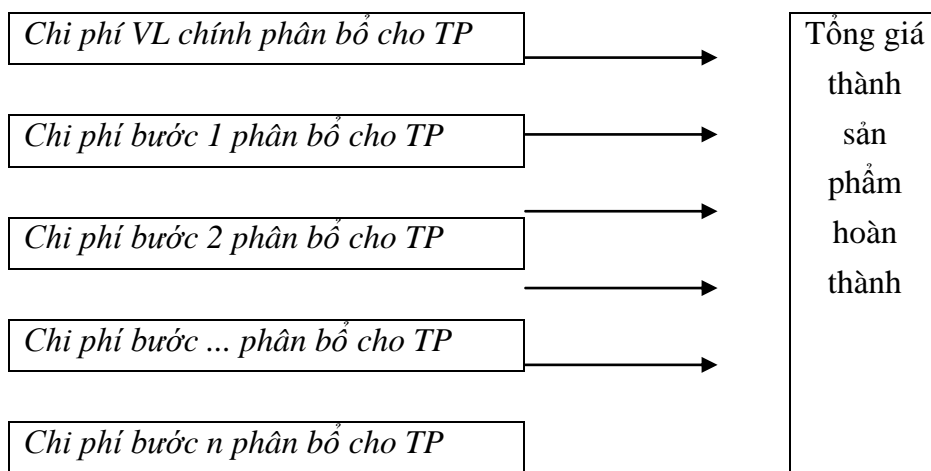 Chi phí VL chính phân bổ cho TP
Chi phí bước 1 phân bổ cho TP
Chi phí bước 2 phân bổ cho TP
Chi phí bước ... phân bổ cho TP
Chi phí bước n phân bổ cho TP
Tổng giá
thành
sản
phẩm
hoàn
thành